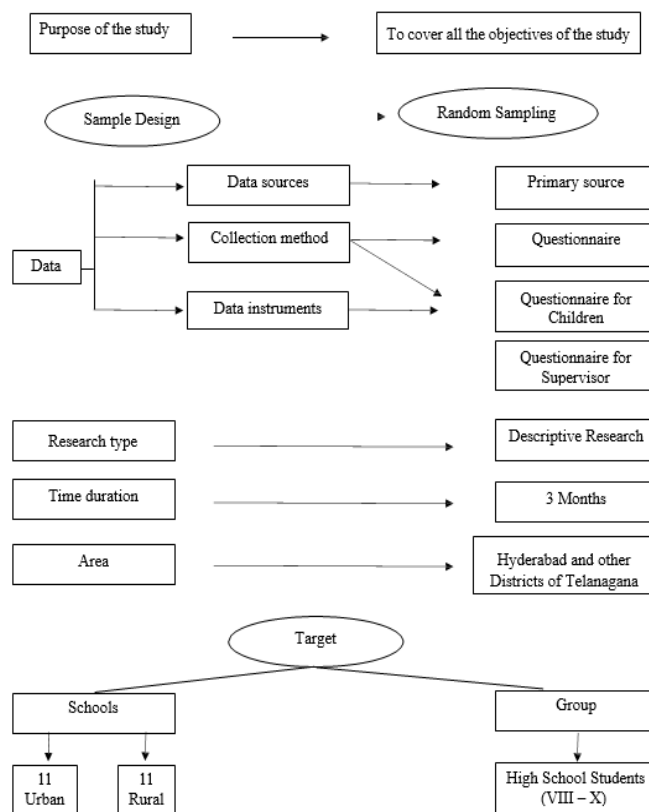 Purpose of the study
To cover all the objectives of the study
Sample Design
Random Sampling
Data sources
Primary source
Collection method
Questionnaire
Data
Data instruments
Questionnaire for
Children
Questionnaire for
Supervisor
Research type
Descriptive Research
Time duration
3 Months
Area
Hyderabad and other
Districts of Telanagana
Target
Schools
Group
11
Urban
11
Rural
High School Students
(VIII – X)